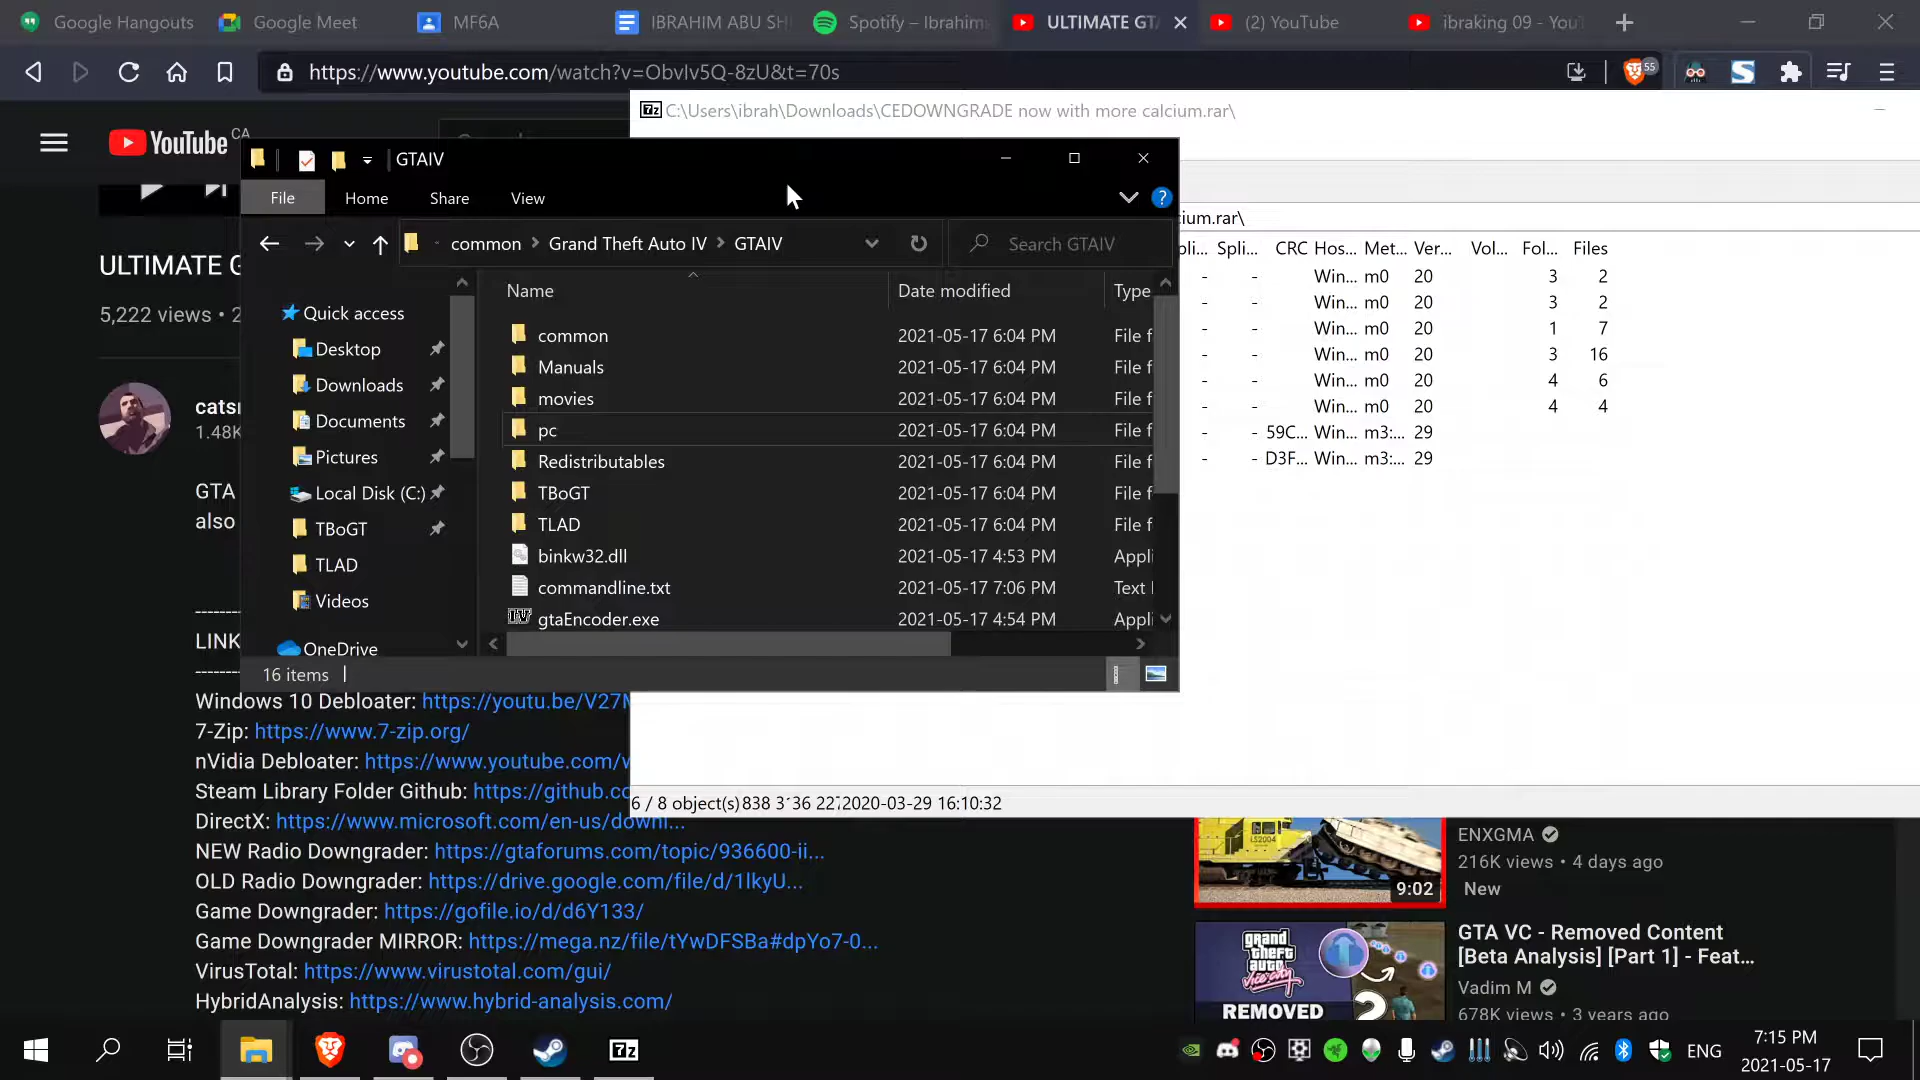 Google Hangouts
Google Meet
MF6A
IBRAHIM ABU SH
Spotify – Ibrahim
ULTIMATE GTA
(2) YouTube
ibraking 09 - YouT
https://www.youtube.com/watch?v=Obvlv5Q-8zU&t=70s
55
7z C:\Users\ibrah\Downloads\CEDOWNGRADE now with more calcium.rar\
YouTube CA
GTAIV
File
Home
Share
View
common > Grand Theft Auto IV > GTAIV
Search GTAIV
cium.rar\
Spli... CRC Hos... Met... Ver... Vol... Fol... Files
- - Win... m0 20 3 2
- - Win... m0 20 3 2
- - Win... m0 20 1 7
- - Win... m0 20 3 16
- - Win... m0 20 4 6
- - Win... m0 20 4 4
- - 59C... Win... m3:... 29
- - D3F... Win... m3:... 29
Name Date modified Type
common 2021-05-17 6:04 PM File f
Manuals 2021-05-17 6:04 PM File f
movies 2021-05-17 6:04 PM File f
pc 2021-05-17 6:04 PM File f
Redistributables 2021-05-17 6:04 PM File f
TBoGT 2021-05-17 6:04 PM File f
TLAD 2021-05-17 6:04 PM File f
binkw32.dll 2021-05-17 4:53 PM Appli
commandline.txt 2021-05-17 7:06 PM Text
gtaEncoder.exe 2021-05-17 4:54 PM Appli
Quick access
Desktop
Downloads
Documents
Pictures
Local Disk (C:)
TBoGT
TLAD
Videos
OneDrive
16 items
ULTIMATE G
5,222 views • 2
cats
1.48K
GTA
also
LINK
Windows 10 Debloater: https://youtu.be/V27
7-Zip: https://www.7-zip.org/
nVidia Debloater: https://www.youtube.com/
Steam Library Folder Github: https://github.co
DirectX: https://www.microsoft.com/en-us/downl...
NEW Radio Downgrader: https://gtaforums.com/topic/936600-ii...
OLD Radio Downgrader: https://drive.google.com/file/d/1lkyU...
Game Downgrader: https://gofile.io/d/d6Y133/
Game Downgrader MIRROR: https://mega.nz/file/tYwDFSBa#dpYo7-0...
VirusTotal: https://www.virustotal.com/gui/
HybridAnalysis: https://www.hybrid-analysis.com/
6 / 8 object(s) 838 3 36 22 2020-03-29 16:10:32
9:02
ENXGMA
216K views • 4 days ago
New
grand theft auto Vice City
REMOVED
GTA VC - Removed Content
[Beta Analysis] [Part 1] - Feat...
Vadim M
678K views • 3 years ago
7z
ENG
7:15 PM
2021-05-17